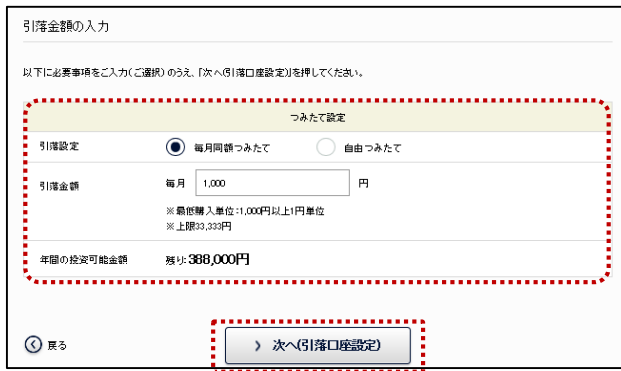 引落金額の入力
以下に必要事項をご入力(ご選択)のうえ、「次へ(引落口座設定)」を押してください。
つみたて設定
引落設定 毎月同額つみたて 自由つみたて
引落金額 毎月 1,000 円
※最低購入単位:1,000円以上1円単位
※上限33,333円
年間の投資可能金額 残り:388,000円
戻る 次へ(引落口座設定)